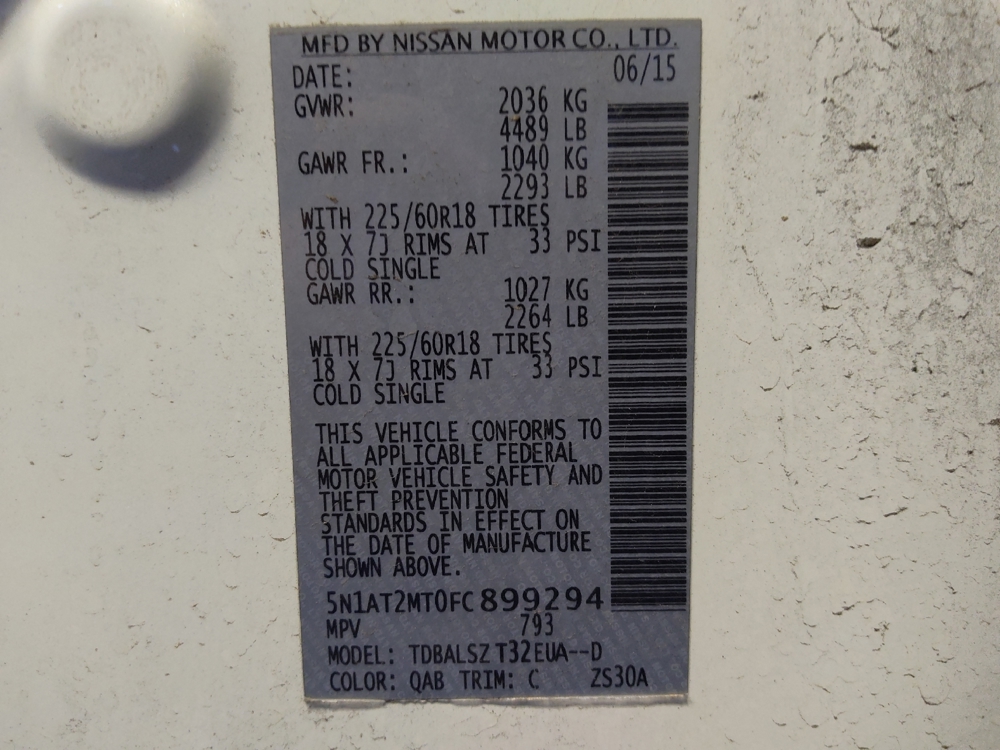 MFD BY NISSAN MOTOR CO., LTD.
DATE: 06/15
GVWR: 2036 KG
4489 LB
GAWR FR.: 1040 KG
2293 LB
WITH 225/60R18 TIRES
18 X 7J RIMS AT 33 PSI
COLD SINGLE
GAWR RR.: 1027 KG
2264 LB
WITH 225/60R18 TIRES
18 X 7J RIMS AT 33 PSI
COLD SINGLE
THIS VEHICLE CONFORMS TO
ALL APPLICABLE FEDERAL
MOTOR VEHICLE SAFETY AND
THEFT PREVENTION
STANDARDS IN EFFECT ON
THE DATE OF MANUFACTURE
SHOWN ABOVE.
5N1AT2MT0FC899294
MPV 793
MODEL: TDBALSZ T32EUA--D
COLOR: QAB TRIM: C ZS30A